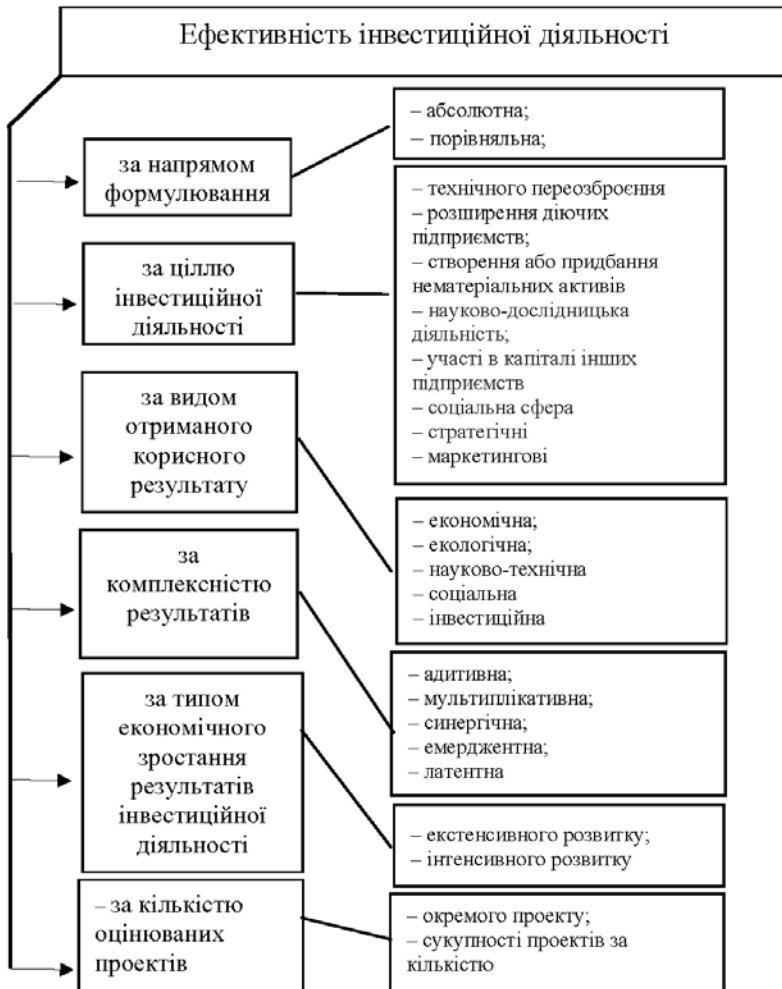 Ефективність інвестиційної діяльності
за напрямом
формулювання
– абсолютна;
– порівняльна;
за ціллю
інвестиційної
діяльності
– технічного переозброєння
– розширення діючих
підприємств;
– створення або придбання
нематеріальних активів
– науково-дослідницька
діяльність;
– участі в капіталі інших
підприємств
– соціальна сфера
– стратегічні
– маркетингові
за видом
отриманого
корисного
результату
– економічна;
– екологічна;
– науково-технічна
– соціальна
– інвестиційна
за
комплексністю
результатів
– адитивна;
– мультиплікативна;
– синергічна;
– емерджентна;
– латентна
за типом
економічного
зростання
результатів
інвестиційної
діяльності
– екстенсивного розвитку;
– інтенсивного розвитку
– за кількістю
оцінюваних
проектів
– окремого проекту;
– сукупності проектів за
кількістю